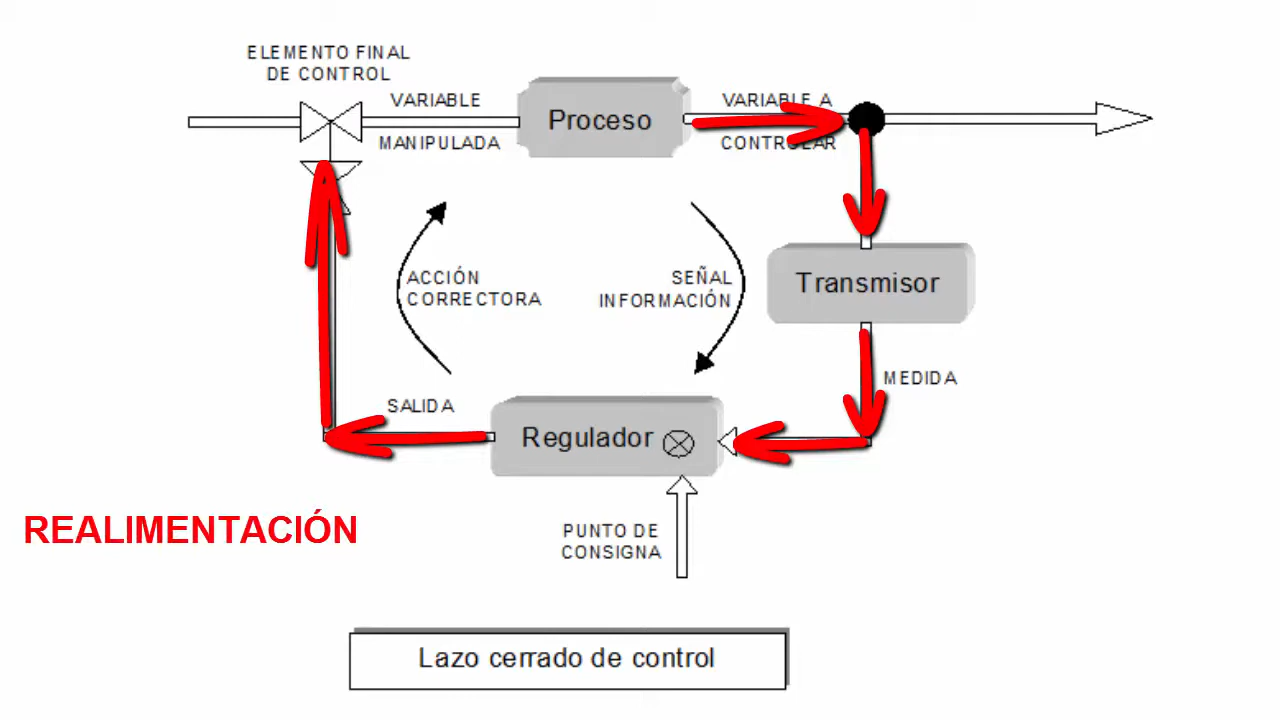 ELEMENTO FINAL
DE CONTROL
VARIABLE
MANIPULADA
Proceso
VARIABLE A
CONTROLAR
ACCIÓN
CORRECTORA
SEÑAL
INFORMACIÓN
Transmisor
MEDIDA
SALIDA
Regulador
PUNTO DE
CONSIGNA
REALIMENTACIÓN
Lazo cerrado de control